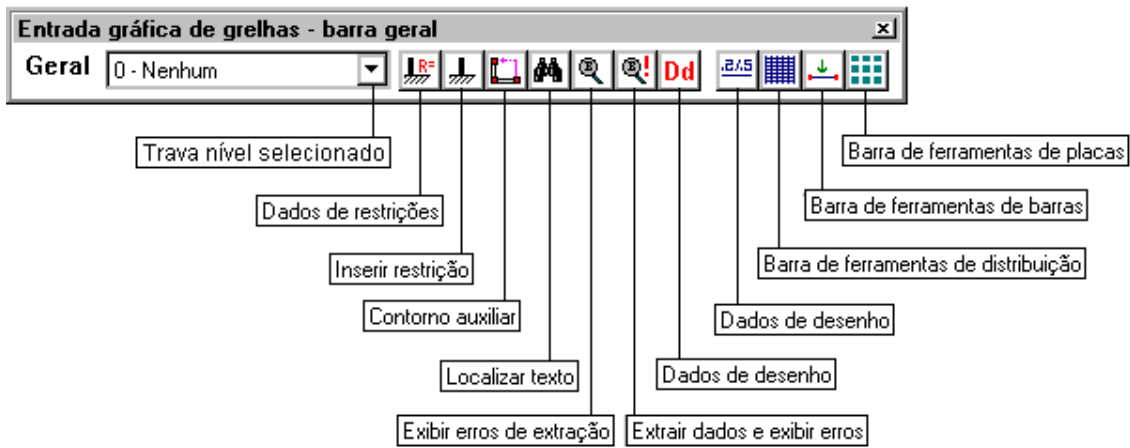 Entrada gráfica de grelhas - barra geral
Geral 0 - Nenhum R= Dd .2/5
Trava nível selecionado
Barra de ferramentas de placas
Dados de restrições
Barra de ferramentas de barras
Inserir restrição
Barra de ferramentas de distribuição
Contorno auxiliar
Dados de desenho
Localizar texto
Dados de desenho
Exibir erros de extração
Extrair dados e exibir erros